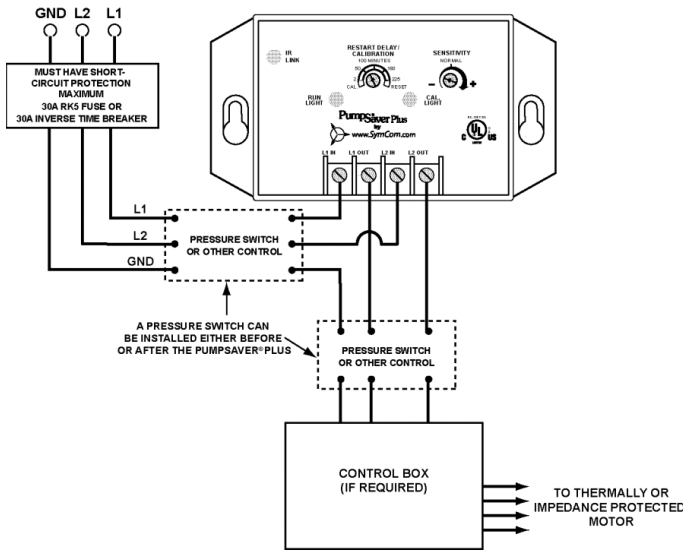 GND L2 L1
MUST HAVE SHORT-
CIRCUIT PROTECTION
MAXIMUM
30A RK5 FUSE OR
30A INVERSE TIME BREAKER
IR
LINK
RESTART DELAY /
CALIBRATION
100 MINUTES
50
2
CAL.
225
RESET
SENSITIVITY
NORMAL
- +
RUN
LIGHT
CAL.
LIGHT
PumpSaver Plus
by
www.SymCom.com
C UL US
L1 IN L1 OUT L2 IN L2 OUT
L1
L2
GND
PRESSURE SWITCH
OR OTHER CONTROL
A PRESSURE SWITCH CAN
BE INSTALLED EITHER BEFORE
OR AFTER THE PUMPSAVER® PLUS
PRESSURE SWITCH
OR OTHER CONTROL
CONTROL BOX
(IF REQUIRED)
TO THERMALLY OR
IMPEDANCE PROTECTED
MOTOR